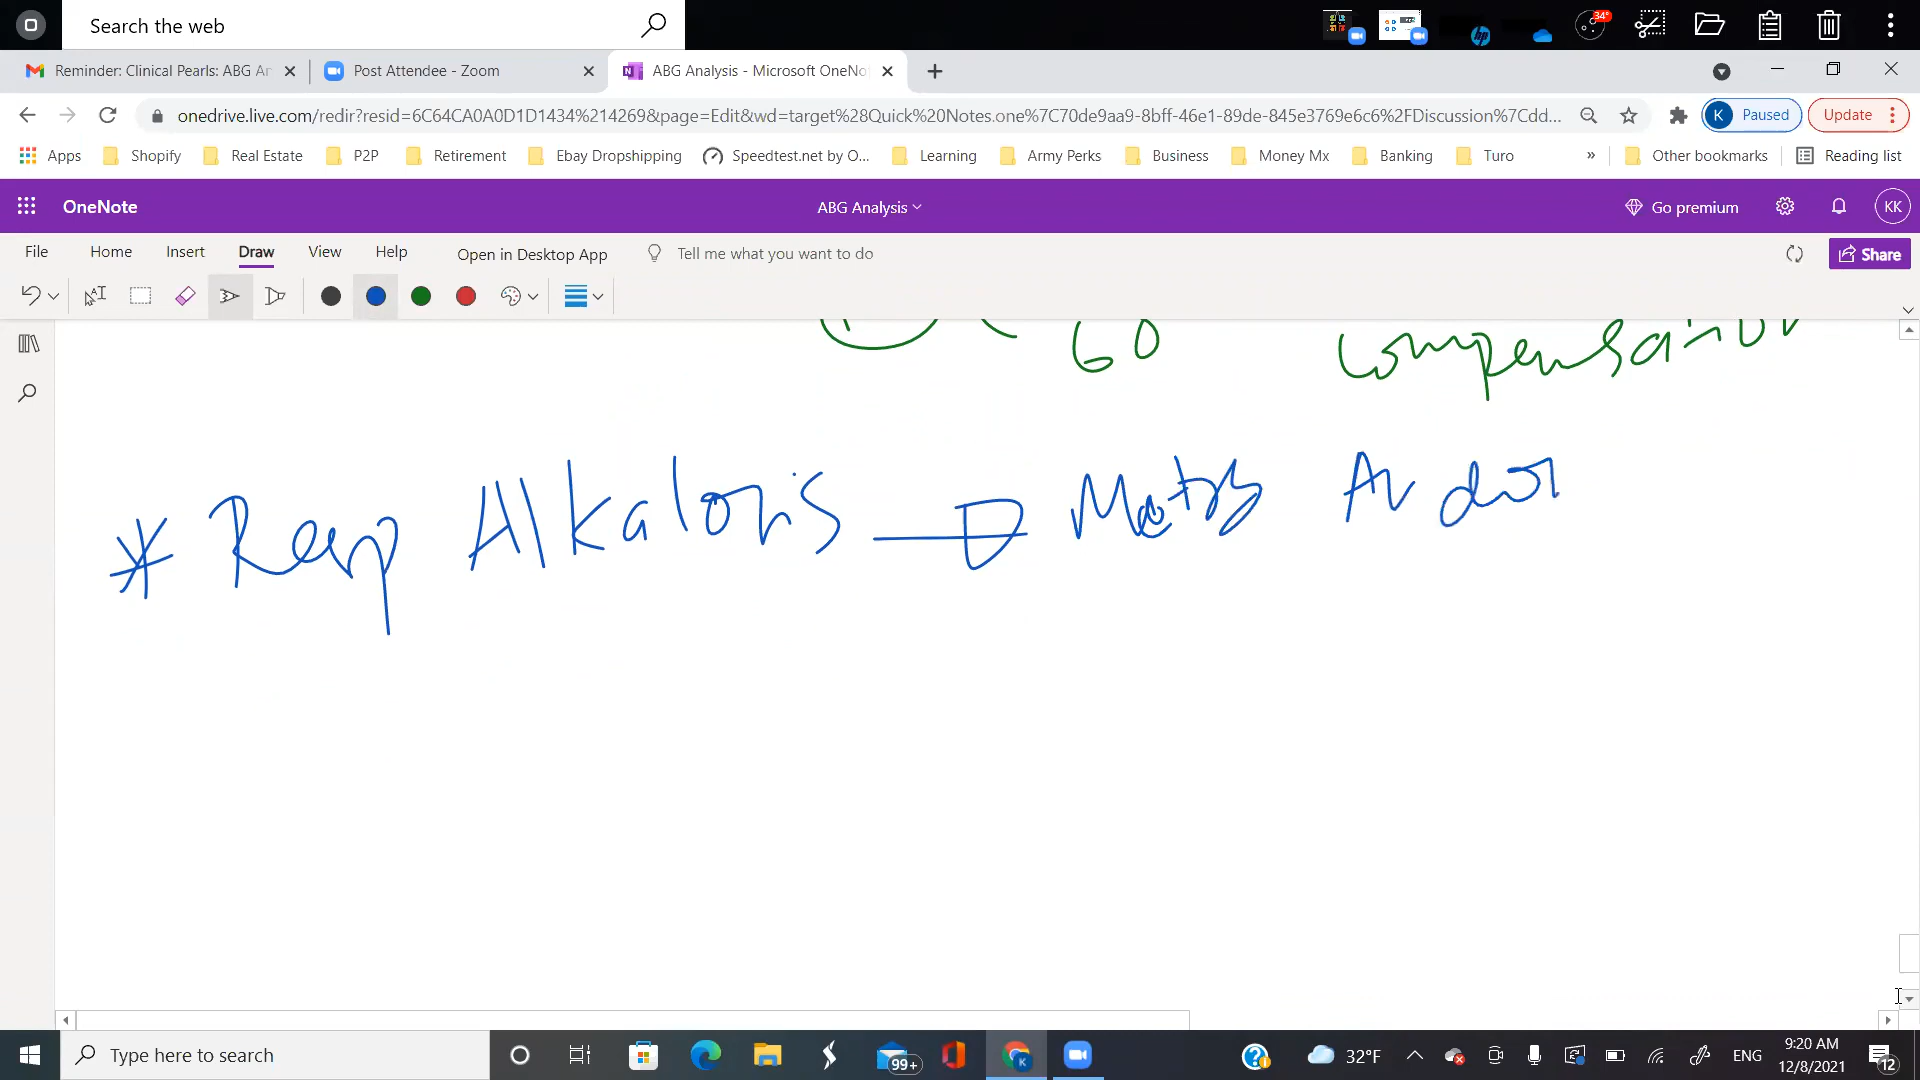 Search the web
34°
Reminder: Clinical Pearls: ABG Ar
Post Attendee - Zoom
ABG Analysis - Microsoft OneNo
onedrive.live.com/redir?resid=6C64CA0A0D1D1434%214269&page=Edit&wd=target%28Quick%20Notes.one%7C70de9aa9-8bff-46e1-89de-845e3769e6c6%2FDiscussion%7Cdd...
K Paused
Update
Apps Shopify Real Estate P2P Retirement Ebay Dropshipping Speedtest.net by O... Learning Army Perks Business Money Mx Banking Turo » Other bookmarks Reading list
OneNote
ABG Analysis
Go premium
KK
File Home Insert Draw View Help Open in Desktop App Tell me what you want to do
Share
60 Compensation
* Resp Alkalosis Metab
Type here to search
99+
32°F
ENG
9:20 AM
12/8/2021
12